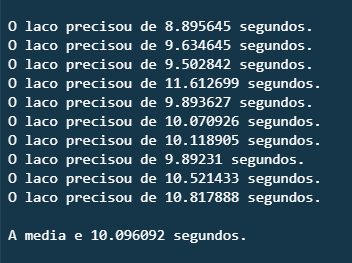 O laco precisou de 8.895645 segundos.
O laco precisou de 9.634645 segundos.
O laco precisou de 9.502842 segundos.
O laco precisou de 11.612699 segundos.
O laco precisou de 9.893627 segundos.
O laco precisou de 10.070926 segundos.
O laco precisou de 10.118905 segundos.
O laco precisou de 9.89231 segundos.
O laco precisou de 10.521433 segundos.
O laco precisou de 10.817888 segundos.
A media e 10.096092 segundos.